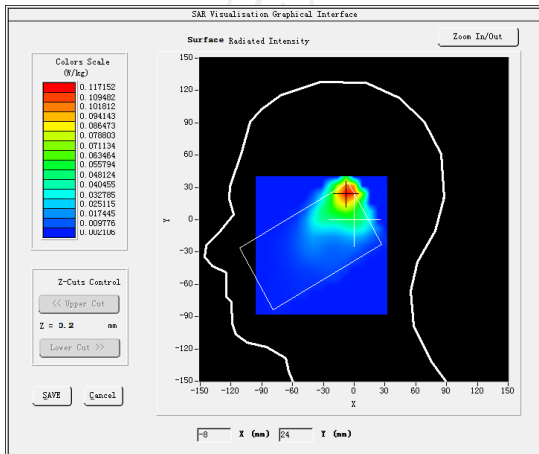 SAR Visualisation Graphical Interface
Surface Radiated Intensity
Zoom In/Out
Colors Scale
(W/kg)
0.117152
0.109482
0.101812
0.094143
0.086473
0.078803
0.071134
0.063464
0.055794
0.048124
0.040455
0.032785
0.025115
0.017445
0.009776
0.002106
Z-Cuts Control
<< Upper Cut
Z = 0.2 mm
Lower Cut >>
SAVE
Cancel
150
120
90
60
30
0
-30
-60
-90
-120
-150
Y
-150 -120 -90 -60 -30 0 30 60 90 120 150
X
-8 X (mm) 24 Y (mm)